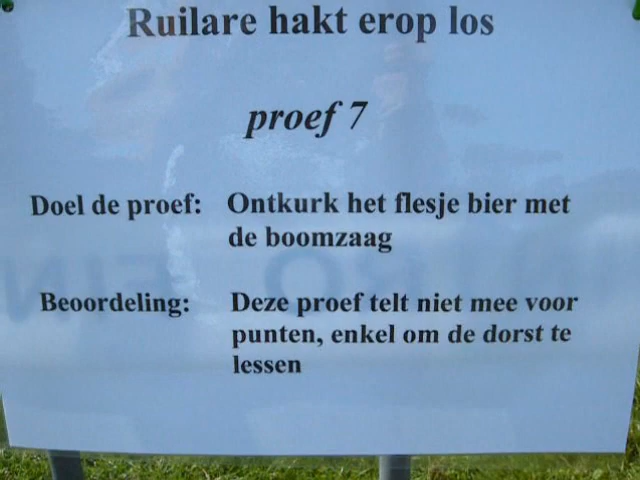 Ruilare hakt erop los
proef 7
Doel de proef: Ontkurk het flesje bier met
de boomzaag
Beoordeling: Deze proef telt niet mee voor
punten, enkel om de dorst te
lessen